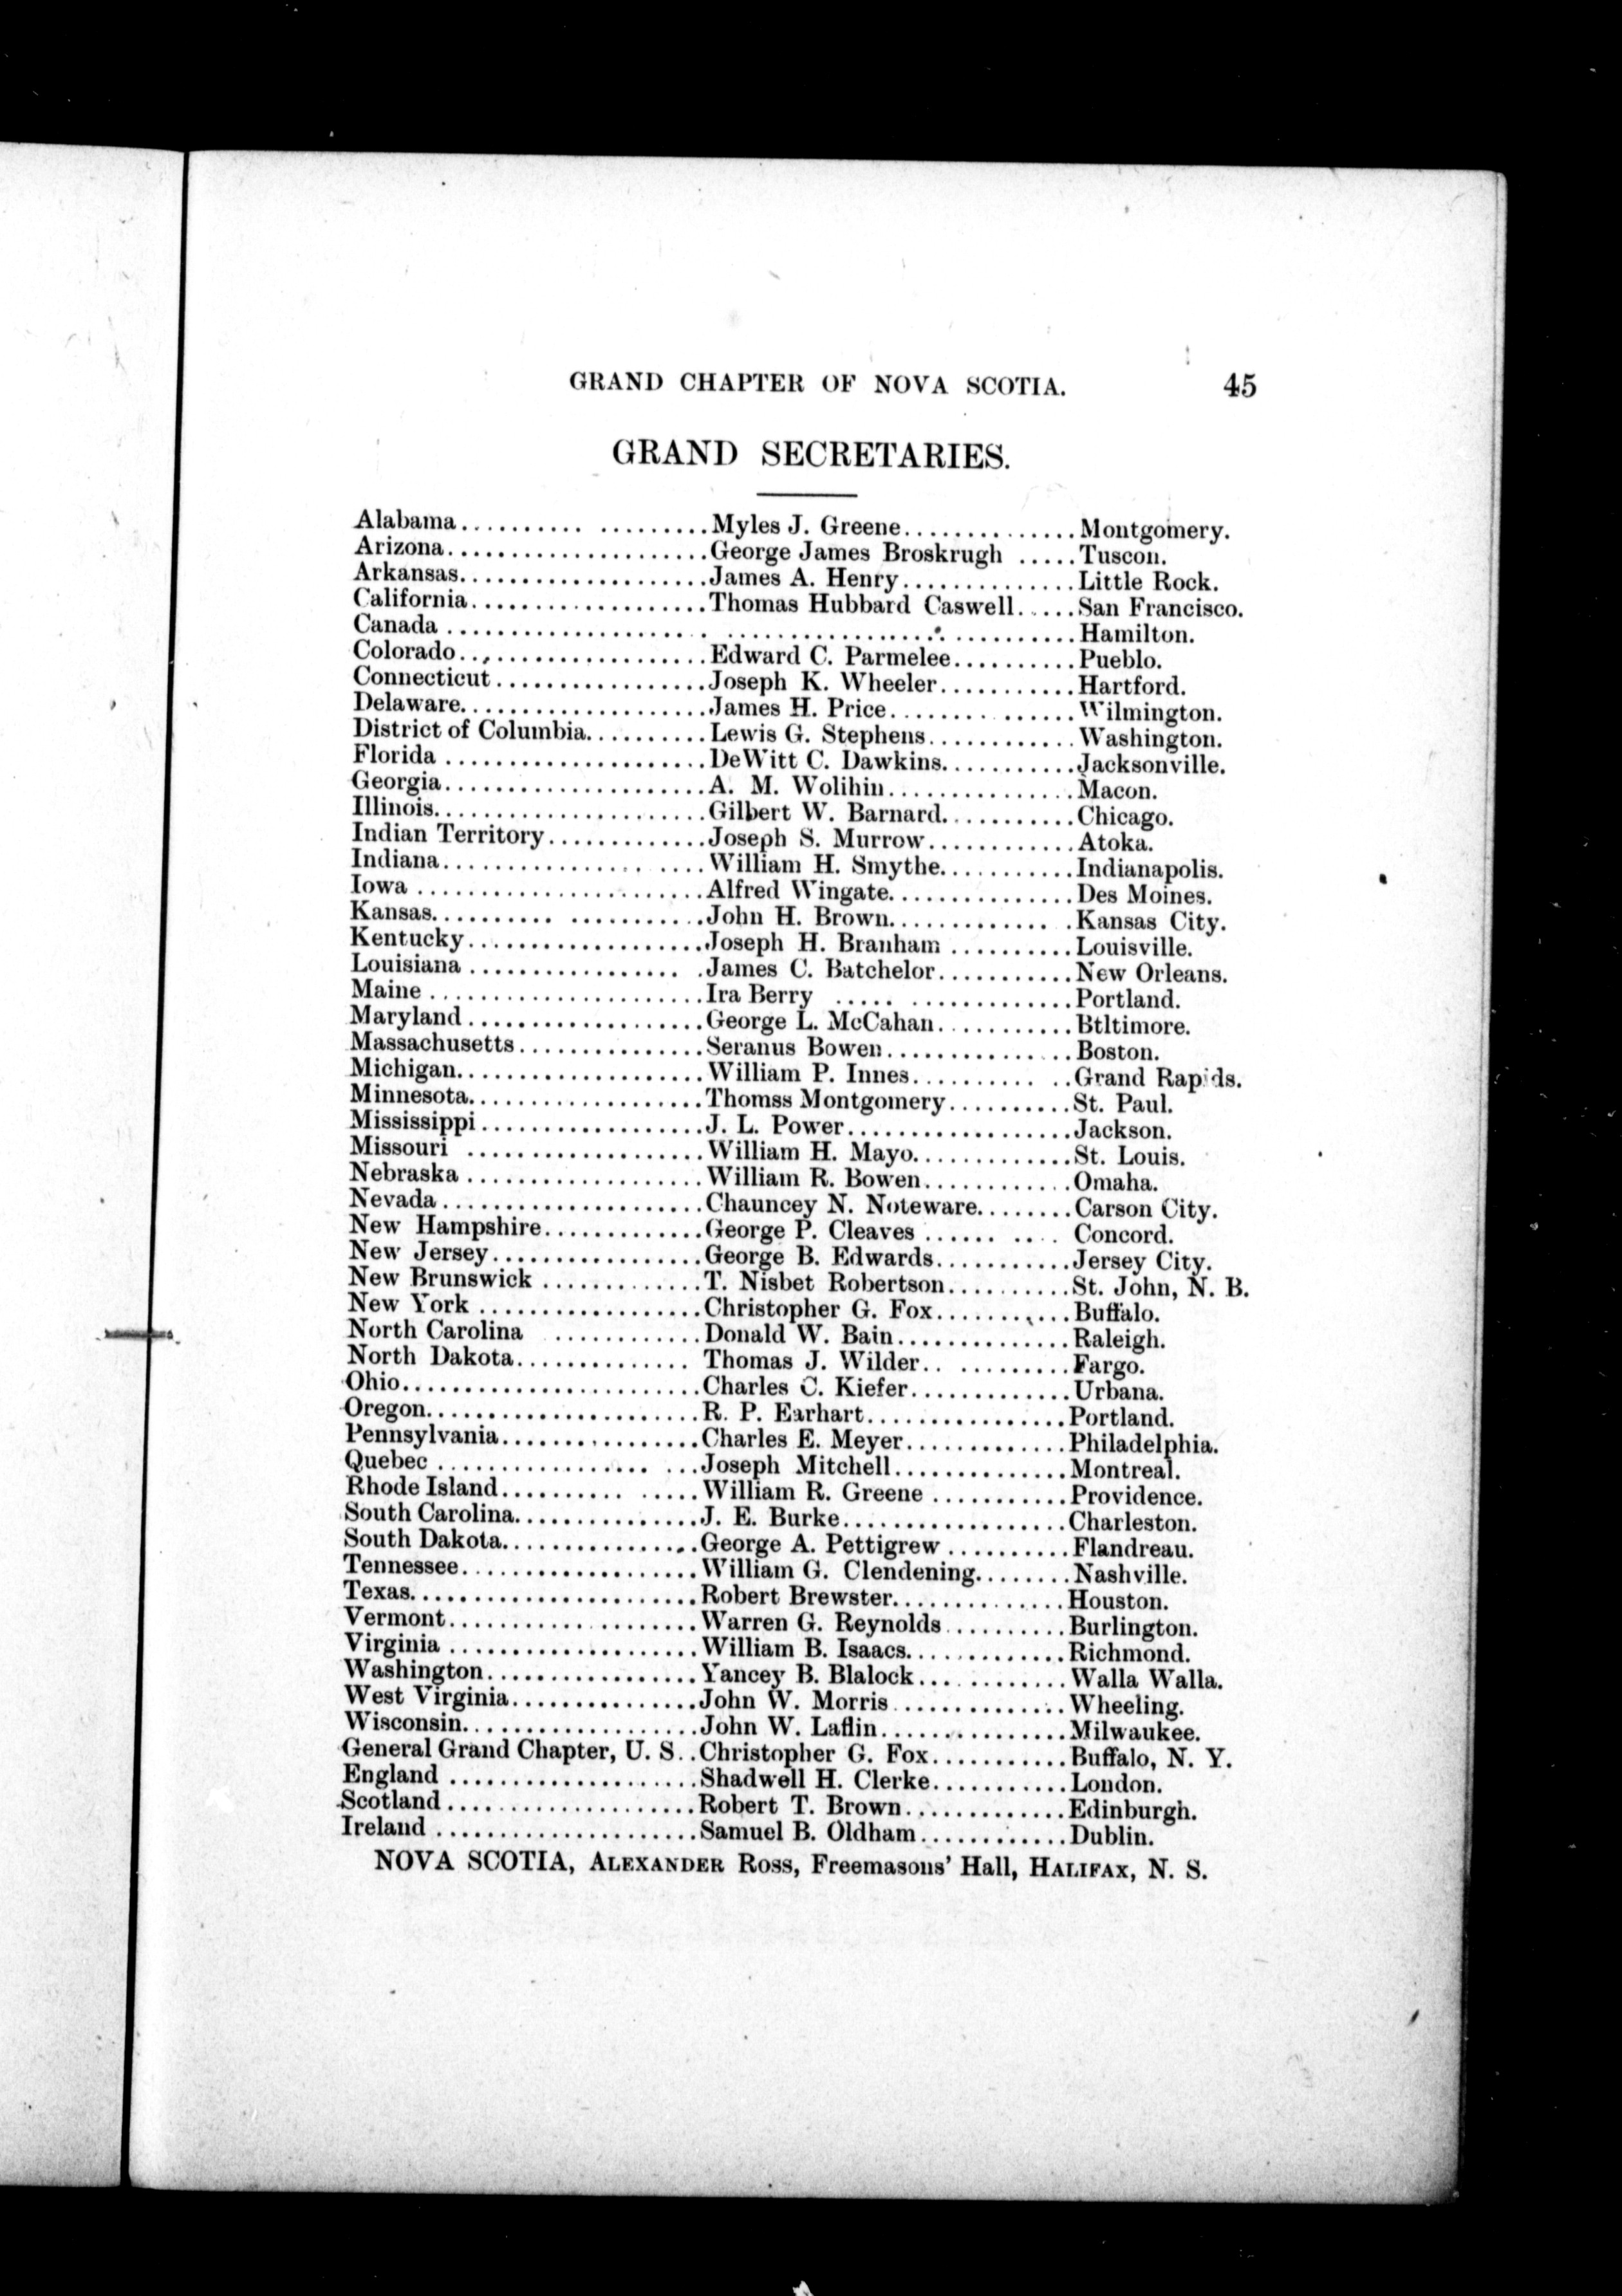 GRAND CHAPTER OF NOVA SCOTIA. 45
GRAND SECRETARIES.
Alabama.......... .........Myles J. Greene..............Montgomery.
Arizona.....................George James Broskrugh .....Tuscon.
Arkansas....................James A. Henry..............Little Rock.
California...................Thomas Hubbard Caswell.....San Francisco.
Canada ..................... ............................Hamilton.
Colorado....................Edward C. Parmelee..........Pueblo.
Connecticut.................Joseph K. Wheeler...........Hartford.
Delaware....................James H. Price...............Wilmington.
District of Columbia..........Lewis G. Stephens............Washington.
Florida .....................DeWitt C. Dawkins...........Jacksonville.
Georgia.....................A. M. Wolihin...............Macon.
Illinois......................Gilbert W. Barnard...........Chicago.
Indian Territory.............Joseph S. Murrow............Atoka.
Indiana.....................William H. Smythe...........Indianapolis.
Iowa .......................Alfred Wingate...............Des Moines.
Kansas.......... ...........John H. Brown............. .Kansas City.
Kentucky...................Joseph H. Branham ..........Louisville.
Louisiana ................. .James C. Batchelor...........New Orleans.
Maine ......................Ira Berry ..... .............Portland.
Maryland...................George L. McCahan...........Btltimore.
Massachusetts...............Seranus Bowen...............Boston.
Michigan....................William P. Innes.......... ..Grand Rapids.
Minnesota...................Thomss Montgomery..........St. Paul.
Mississippi..................J. L. Power..................Jackson.
Missouri ...................William H. Mayo.............St. Louis.
Nebraska...................William R. Bowen............Omaha.
Nevada.....................Chauncey N. Noteware........Carson City.
New Hampshire.............George P. Cleaves ...... .... Concord.
New Jersey.................George B. Edwards...........Jersey City.
New Brunswick .............T. Nisbet Robertson..........St. John, N. B.
New York ..................Christopher G. Fox...........Buffalo.
North Carolina ............Donald W. Bain..............Raleigh.
North Dakota.............. Thomas J. Wilder.. ..........Fargo.
Ohio........................Charles C. Kiefer.............Urbana.
Oregon......................R. P. Earhart................Portland.
Pennsylvania................Charles E. Meyer.............Philadelphia.
Quebec ................. ...Joseph Mitchell..............Montreal.
Rhode Island.......... .....William R. Greene ...........Providence.
South Carolina...............J. E. Burke..................Charleston.
South Dakota................George A. Pettigrew ..........Flandreau.
Tennessee...................William G. Clendening........Nashville.
Texas.......................Robert Brewster..............Houston.
Vermont....................Warren G. Reynolds..........Burlington.
Virginia ....................William B. Isaacs.............Richmond.
Washington.................Yancey B. Blalock............Walla Walla.
West Virginia...............John W. Morris..............Wheeling.
Wisconsin...................John W. Laflin...............Milwaukee.
General Grand Chapter, U. S..Christopher G. Fox...........Buffalo, N. Y.
England ....................Shadwell H. Clerke...........London.
Scotland....................Robert T. Brown.............Edinburgh.
Ireland .....................Samuel B. Oldham............Dublin.
NOVA SCOTIA, ALEXANDER ROSS, Freemasons' Hall, HALIFAX, N. S.